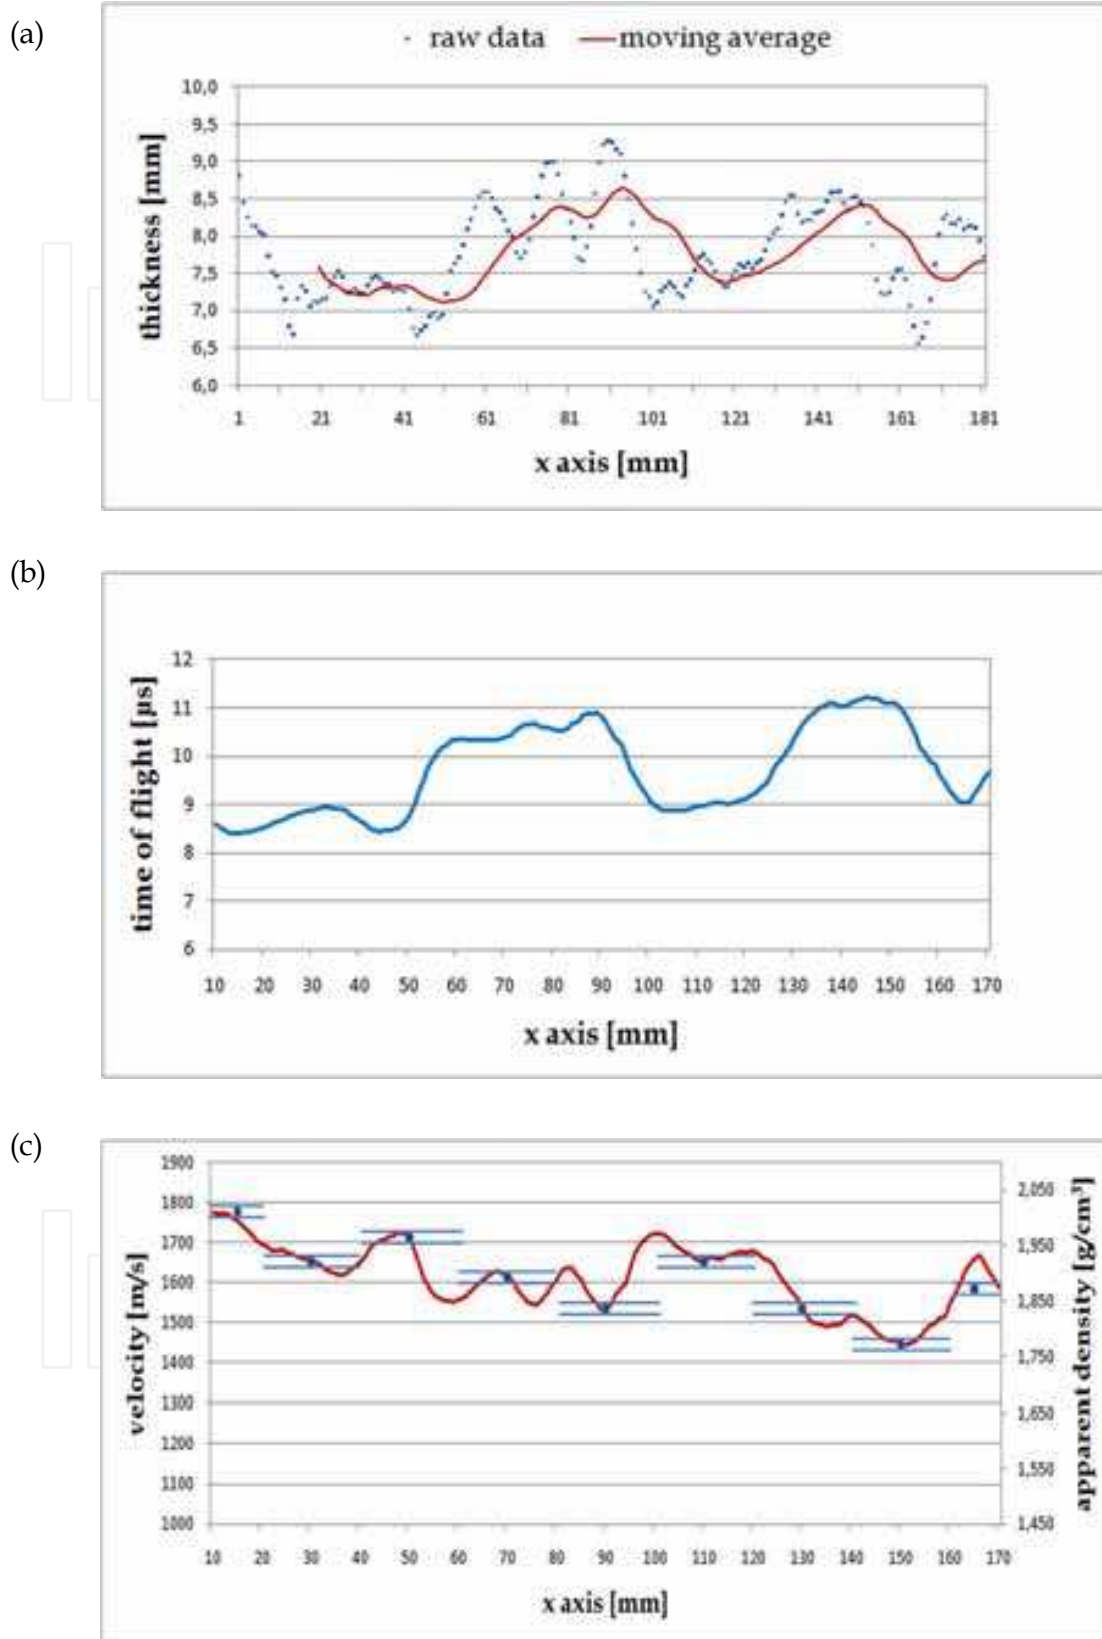 (a)
raw data moving average
thickness [mm]
10,0
9,5
9,0
8,5
8,0
7,5
7,0
6,5
6,0
1 21 41 61 81 101 121 141 161 181
x axis [mm]
(b)
time of flight [µs]
12
11
10
9
8
7
6
10 20 30 40 50 60 70 80 90 100 110 120 130 140 150 160 170
x axis [mm]
(c)
velocity [m/s]
1900
1800
1700
1600
1500
1400
1300
1200
1100
1000
2,050
1,950
1,850
1,750
1,650
1,550
1,450
apparent density [g/cm³]
10 20 30 40 50 60 70 80 90 100 110 120 130 140 150 160 170
x axis [mm]